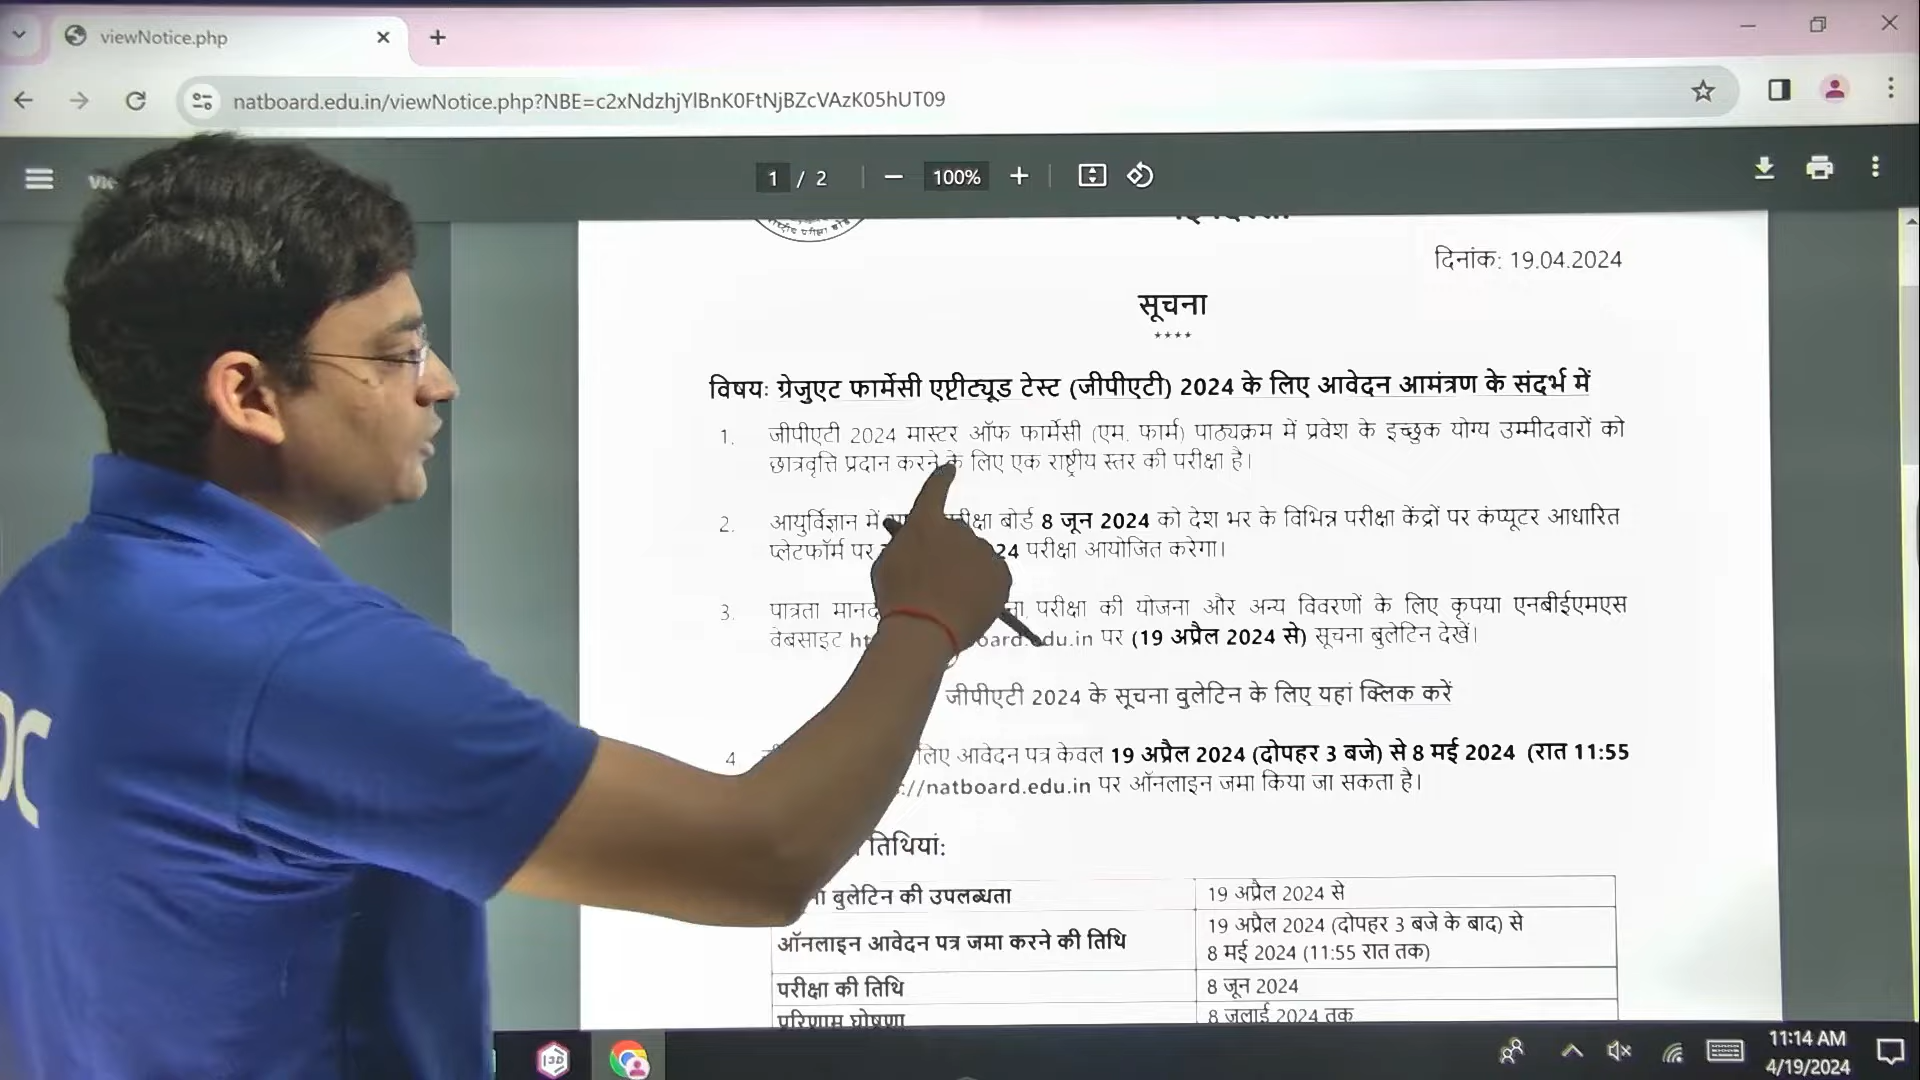 viewNotice.php
natboard.edu.in/viewNotice.php?NBE=c2xNdzhjYlBnK0FtNjBZcVAzK05hUT09
1 / 2
100%
दिनांक: 19.04.2024
सूचना
****
विषयः ग्रेजुएट फार्मेसी एप्टीट्यूड टेस्ट (जीपीएटी) 2024 के लिए आवेदन आमंत्रण के संदर्भ में
1. जीपीएटी 2024 मास्टर ऑफ फार्मेसी (एम. फार्म) पाठ्यक्रम में प्रवेश के इच्छुक योग्य उम्मीदवारों को
छात्रवृत्ति प्रदान करने के लिए एक राष्ट्रीय स्तर की परीक्षा है।
2. आयुर्विज्ञान में बोर्ड 8 जून 2024 को देश भर के विभिन्न परीक्षा केंद्रों पर कंप्यूटर आधारित
प्लेटफॉर्म पर परीक्षा आयोजित करेगा।
3. पात्रता परीक्षा की योजना और अन्य विवरणों के लिए कृपया एनबीईएमएस
वेबसाइट पर (19 अप्रैल 2024 से) सूचना बुलेटिन देखें।
जीपीएटी 2024 के सूचना बुलेटिन के लिए यहां क्लिक करें
4 लिए आवेदन पत्र केवल 19 अप्रैल 2024 (दोपहर 3 बजे) से 8 मई 2024 (रात 11:55
://natboard.edu.in पर ऑनलाइन जमा किया जा सकता है।
तिथियां:
बुलेटिन की उपलब्धता 19 अप्रैल 2024 से
ऑनलाइन आवेदन पत्र जमा करने की तिथि 19 अप्रैल 2024 (दोपहर 3 बजे के बाद) से
8 मई 2024 (11:55 रात तक)
परीक्षा की तिथि 8 जून 2024
परिणाम घोषणा 8 जुलाई 2024 तक
11:14 AM
4/19/2024